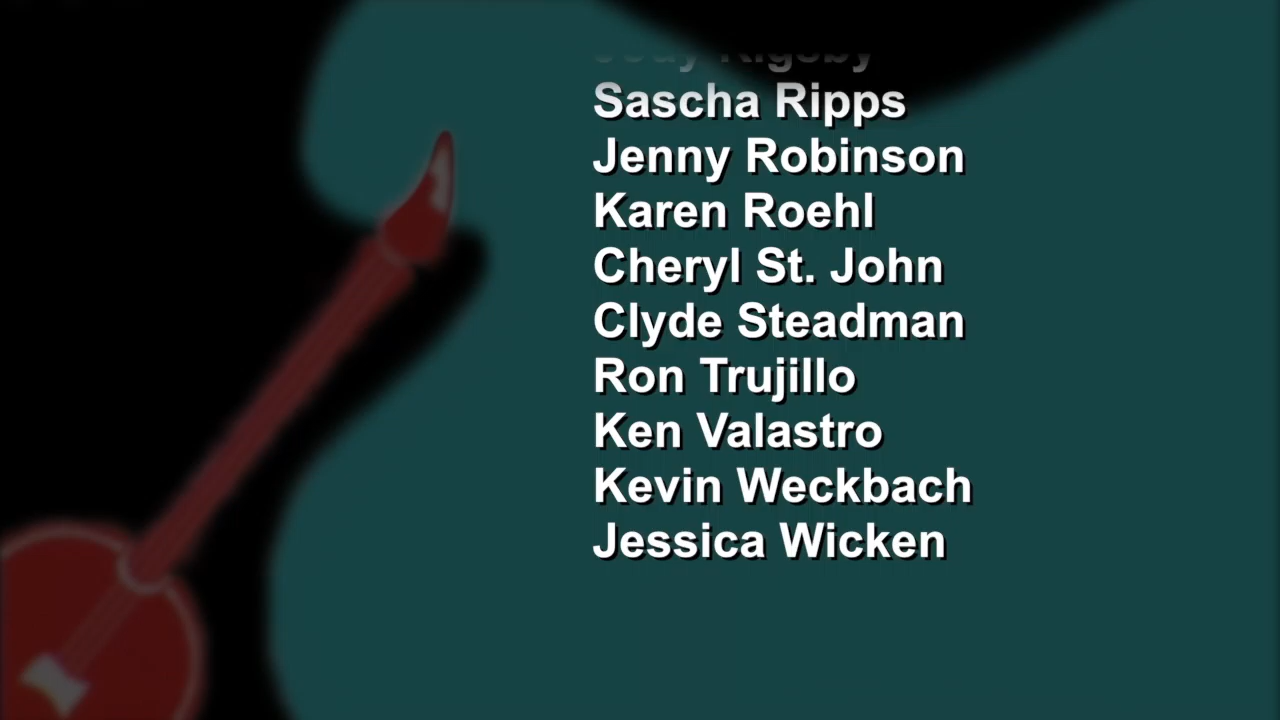 Rigsby
Sascha Ripps
Jenny Robinson
Karen Roehl
Cheryl St. John
Clyde Steadman
Ron Trujillo
Ken Valastro
Kevin Weckbach
Jessica Wicken